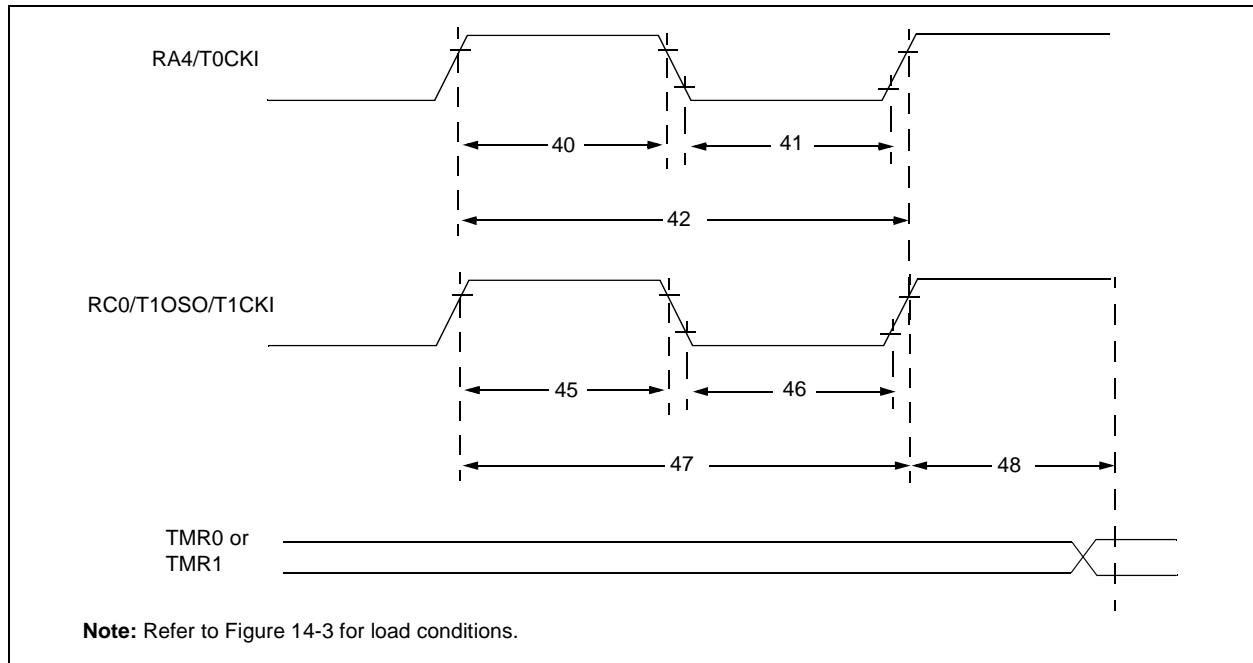 RA4/T0CKI
40
41
42
RC0/T1OSO/T1CKI
45
46
47
48
TMR0 or
TMR1
Note: Refer to Figure 14-3 for load conditions.